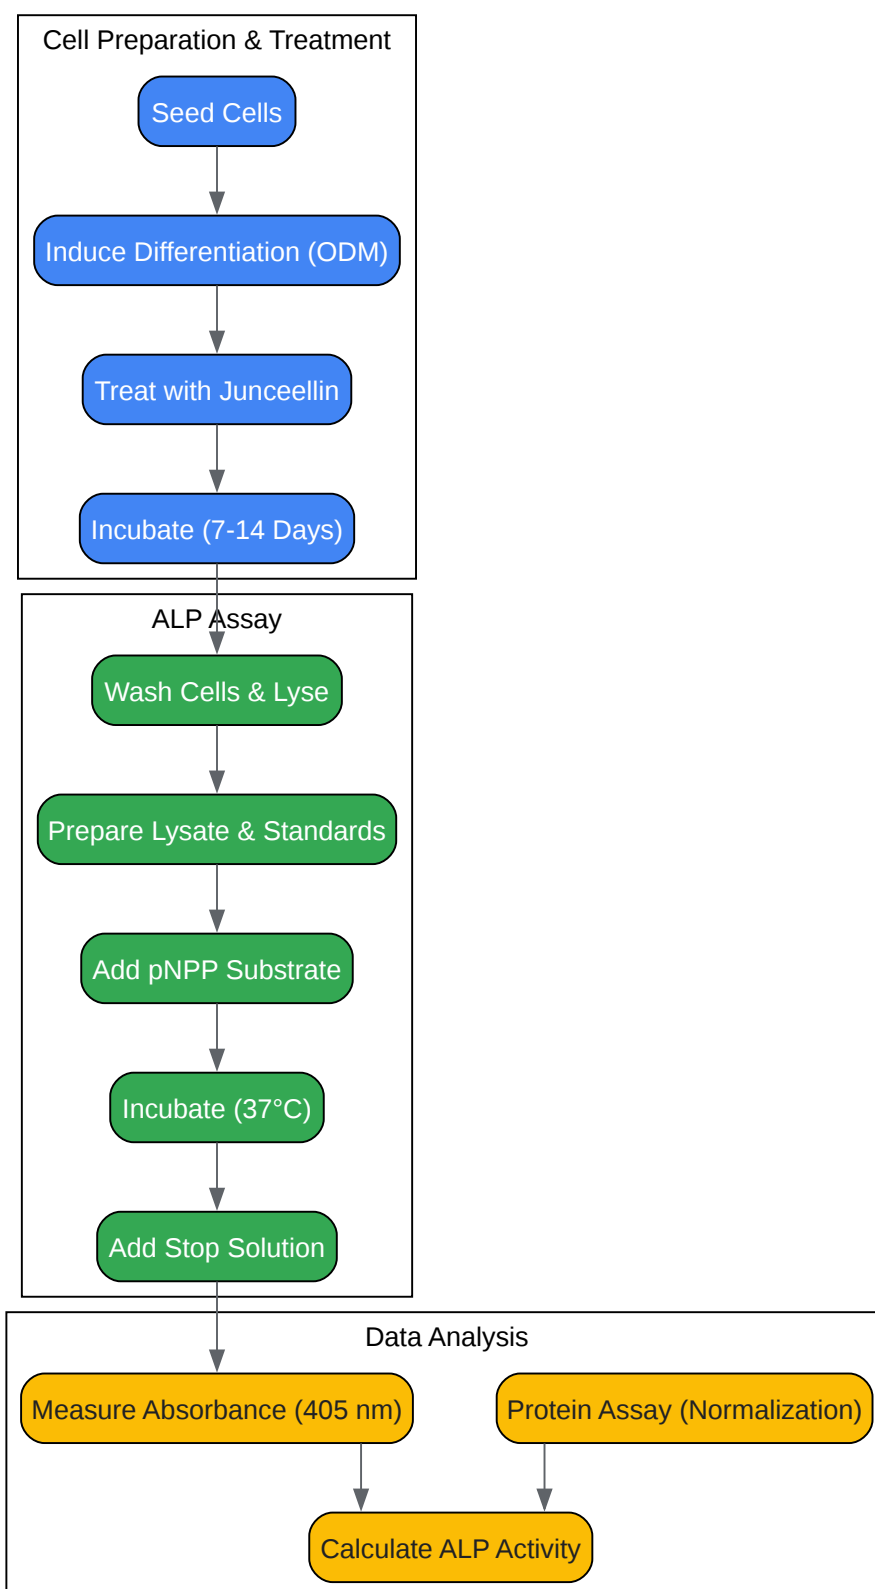 Cell Preparation & Treatment
Seed Cells
Induce Differentiation (ODM)
Treat with Junceellin
Incubate (7-14 Days)
ALP Assay
Wash Cells & Lyse
Prepare Lysate & Standards
Add pNPP Substrate
Incubate (37°C)
Add Stop Solution
Data Analysis
Measure Absorbance (405 nm)
Protein Assay (Normalization)
Calculate ALP Activity